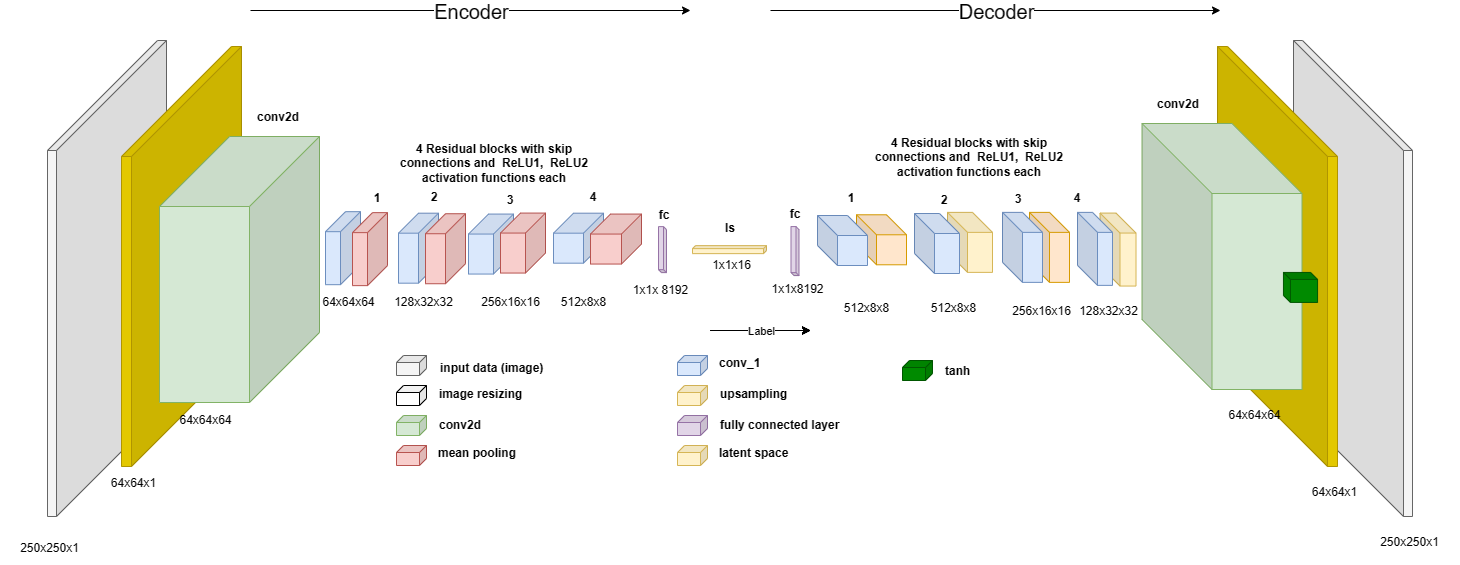 Encoder
Decoder
conv2d
4 Residual blocks with skip
connections and ReLU1, ReLU2
activation functions each
1
2
3
4
fc
ls
fc
4 Residual blocks with skip
connections and ReLU1, ReLU2
activation functions each
1
2
3
4
conv2d
64x64x64
128x32x32
256x16x16
512x8x8
1x1x 8192
1x1x16
1x1x8192
512x8x8
512x8x8
256x16x16
128x32x32
64x64x64
64x64x64
64x64x1
64x64x1
250x250x1
250x250x1
Label
input data (image)
image resizing
conv2d
mean pooling
conv_1
upsampling
fully connected layer
latent space
tanh